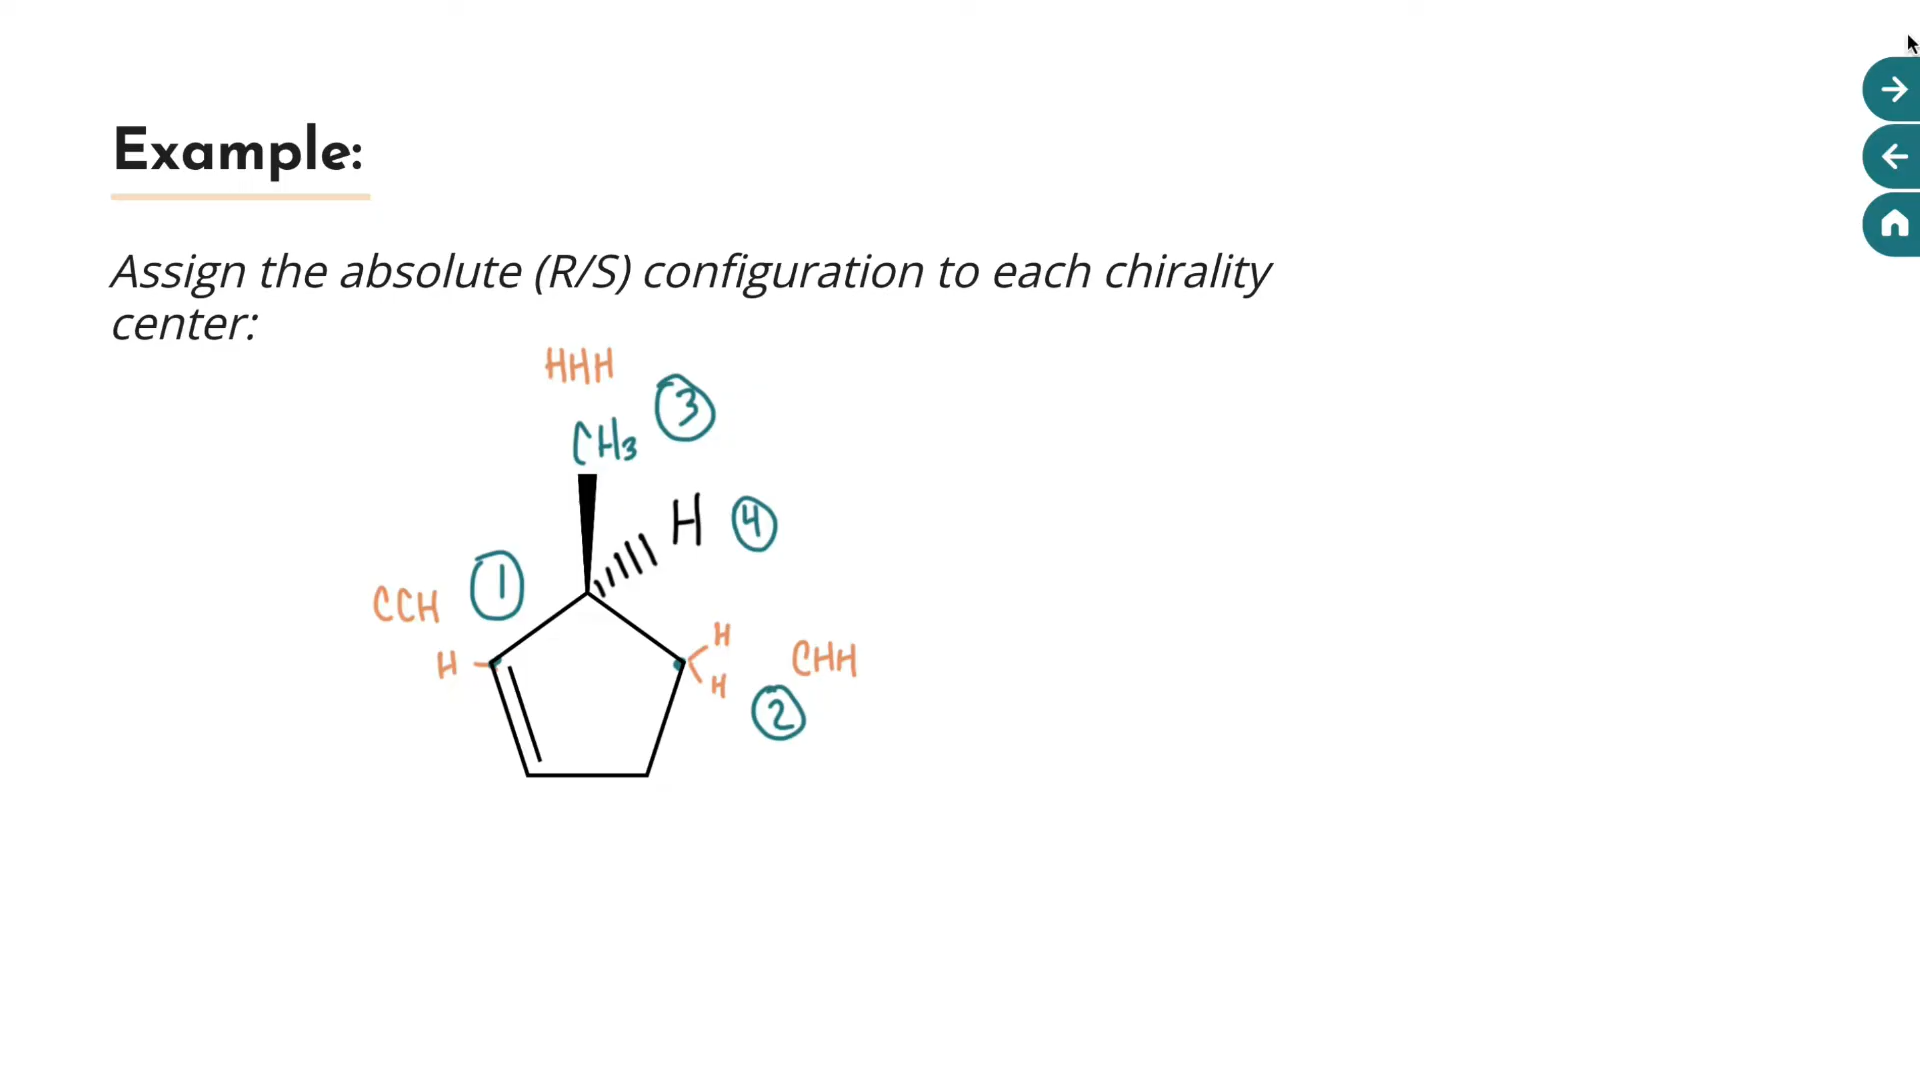 Example:
Assign the absolute (R/S) configuration to each chirality
center:
HHH
3
CH3
H 4
1
CCH
H
H
CHH
H
2